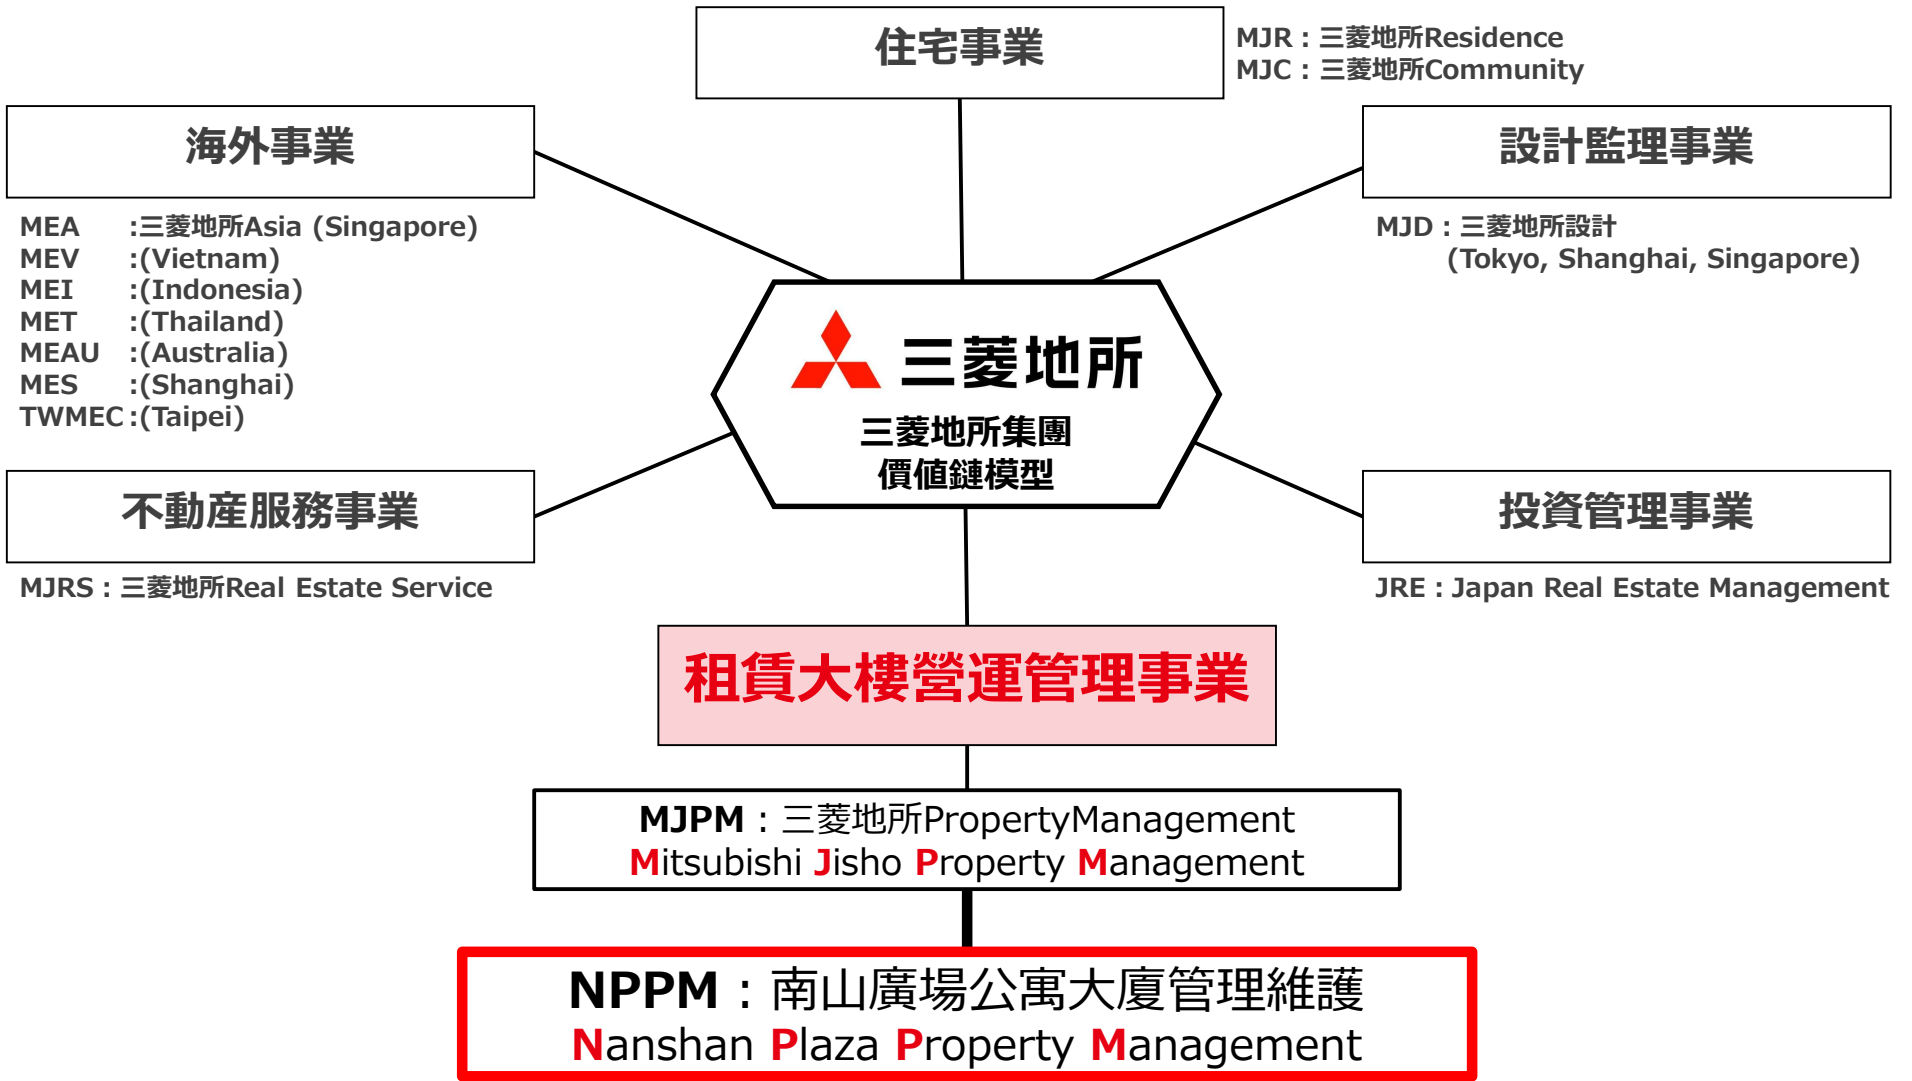 住宅事業
MJR：三菱地所Residence
MJC：三菱地所Community
海外事業
MEA :三菱地所Asia (Singapore)
MEV :(Vietnam)
MEI :(Indonesia)
MET :(Thailand)
MEAU :(Australia)
MES :(Shanghai)
TWMEC :(Taipei)
設計監理事業
MJD：三菱地所設計
(Tokyo, Shanghai, Singapore)
三菱地所
三菱地所集團
價値鏈模型
不動産服務事業
MJRS：三菱地所Real Estate Service
投資管理事業
JRE：Japan Real Estate Management
租賃大樓營運管理事業
MJPM：三菱地所PropertyManagement
Mitsubishi Jisho Property Management
NPPM：南山廣場公寓大廈管理維護
Nanshan Plaza Property Management